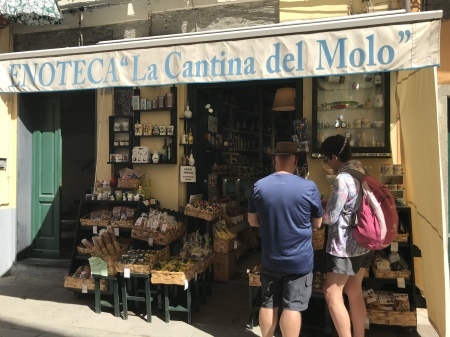 ENOTECA "La Cantina del Molo"